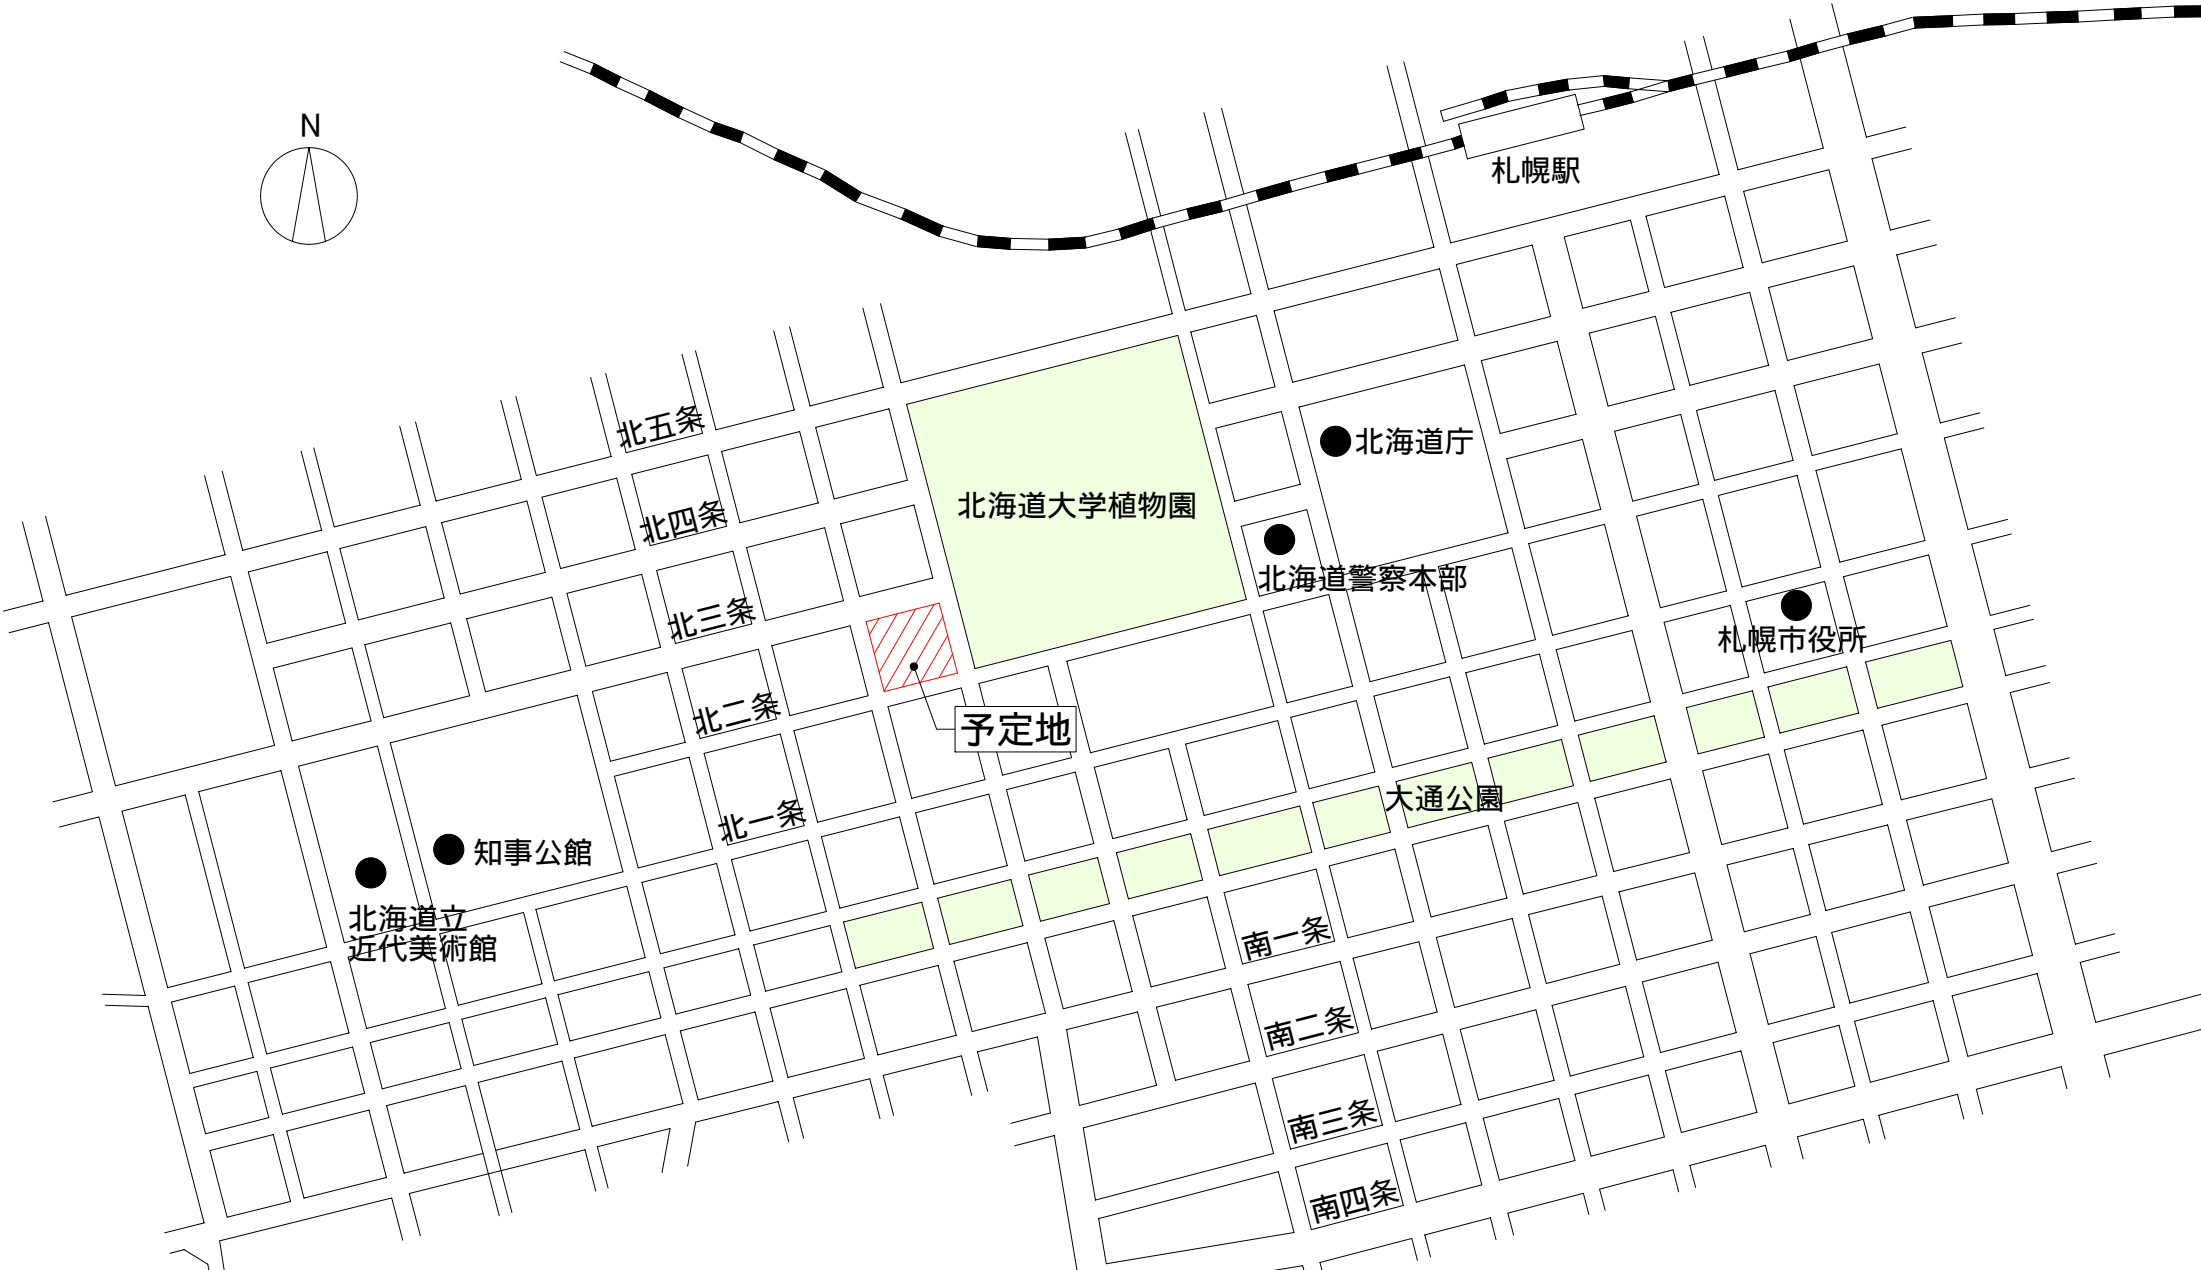 N
札幌駅
北五条
北海道庁
北四条
北海道大学植物園
北海道警察本部
北三条
札幌市役所
北二条
予定地
大通公園
北一条
知事公館
北海道立
近代美術館
南一条
南二条
南三条
南四条